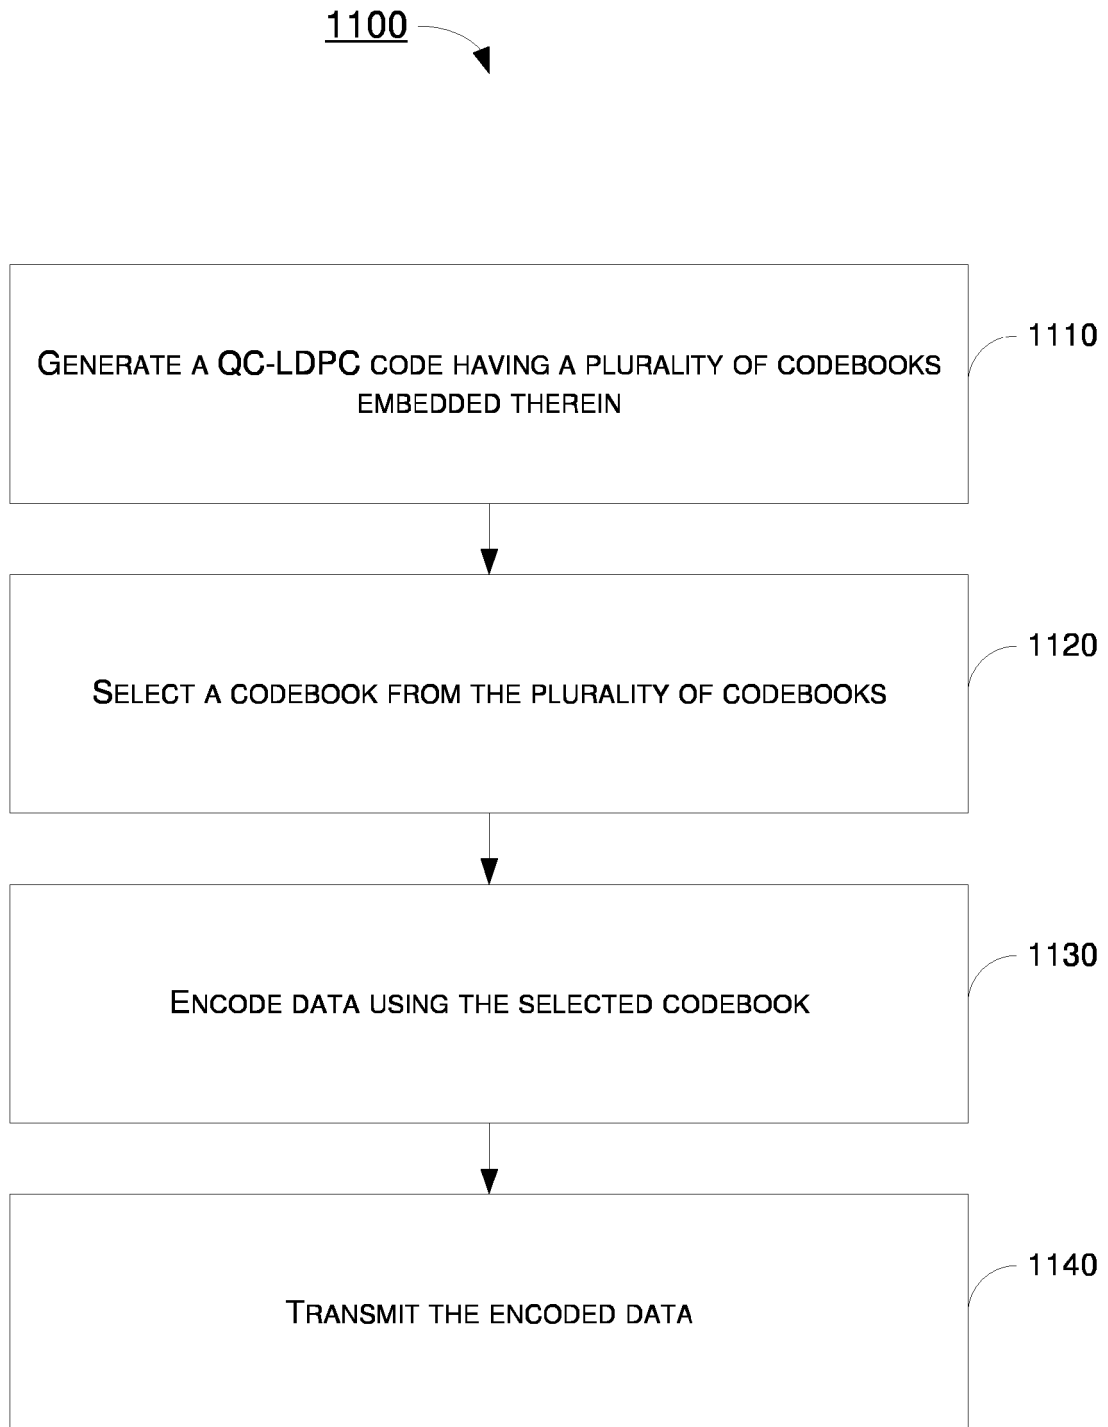 1100
GENERATE A QC-LDPC CODE HAVING A PLURALITY OF CODEBOOKS
EMBEDDED THEREIN
1110
SELECT A CODEBOOK FROM THE PLURALITY OF CODEBOOKS
1120
ENCODE DATA USING THE SELECTED CODEBOOK
1130
TRANSMIT THE ENCODED DATA
1140